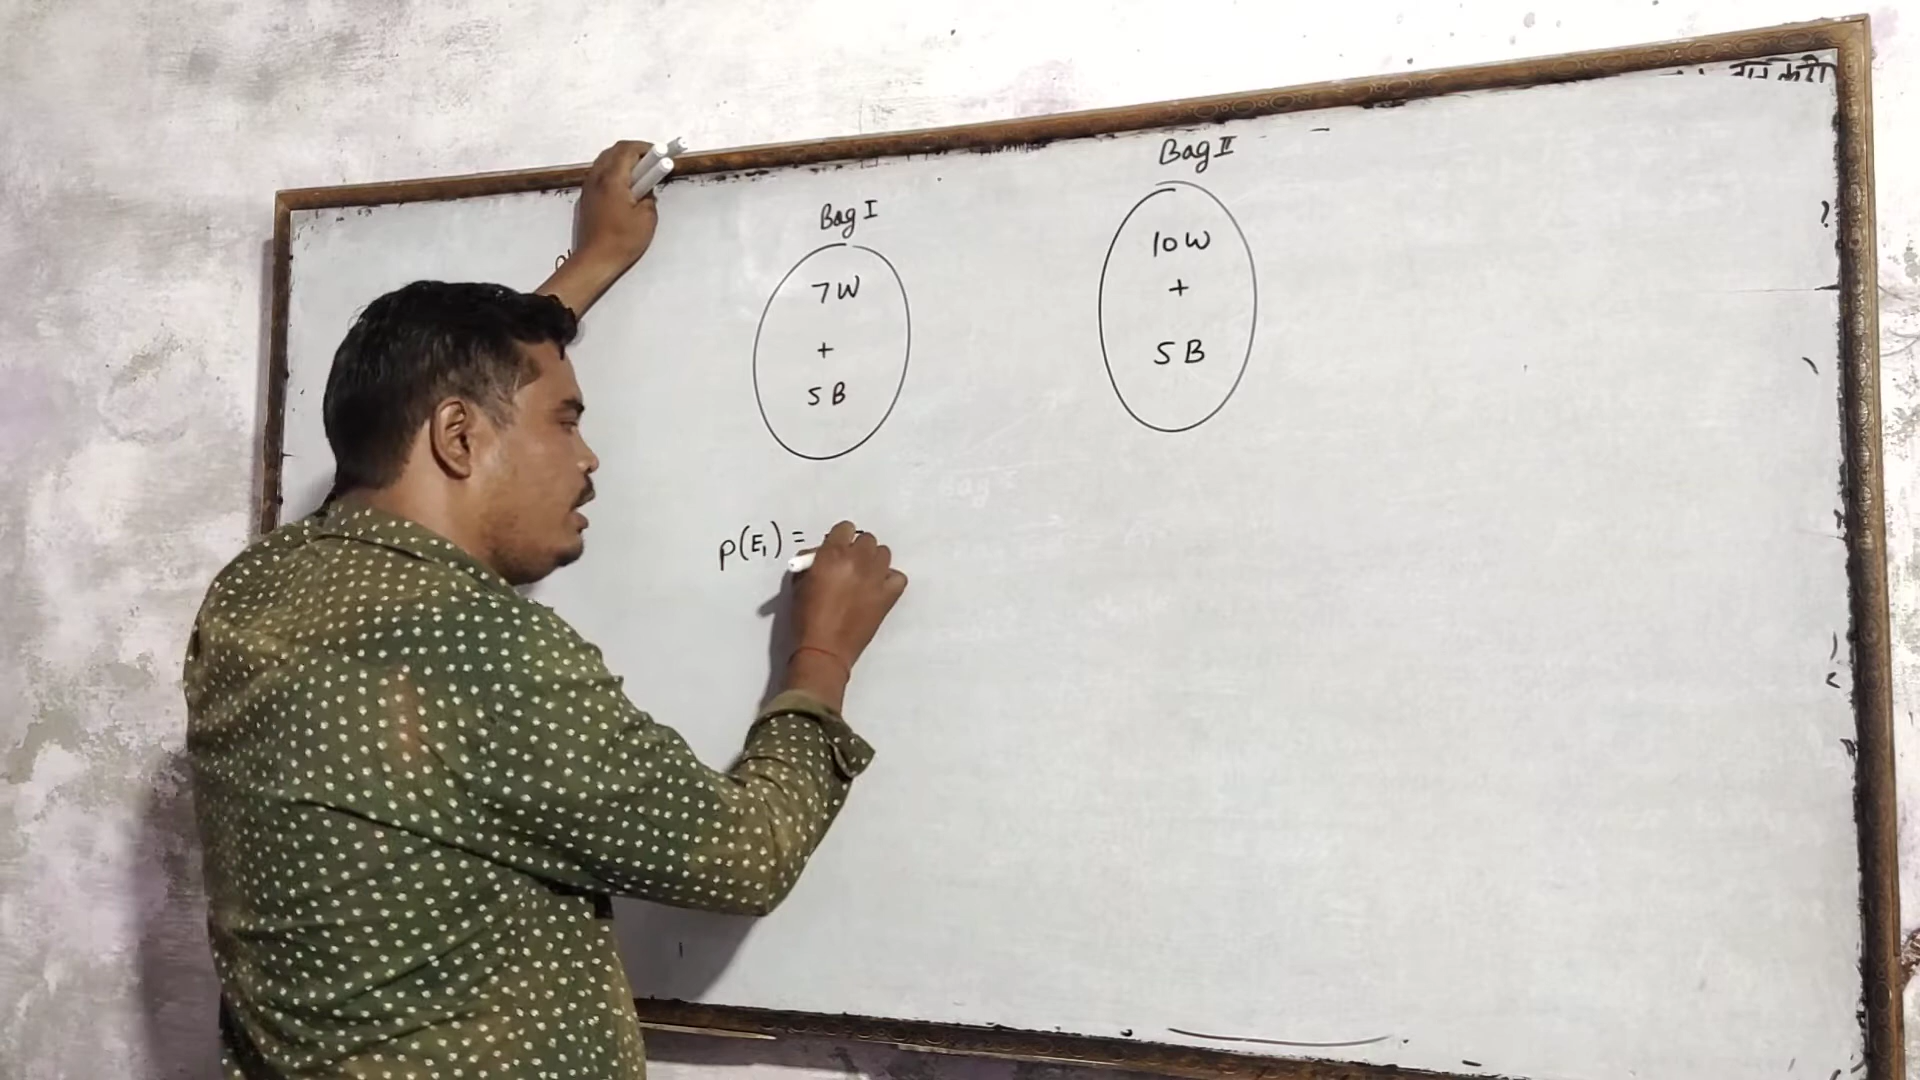 Bag I
7W
+
5B
Bag II
10W
+
5B
P(E₁) =